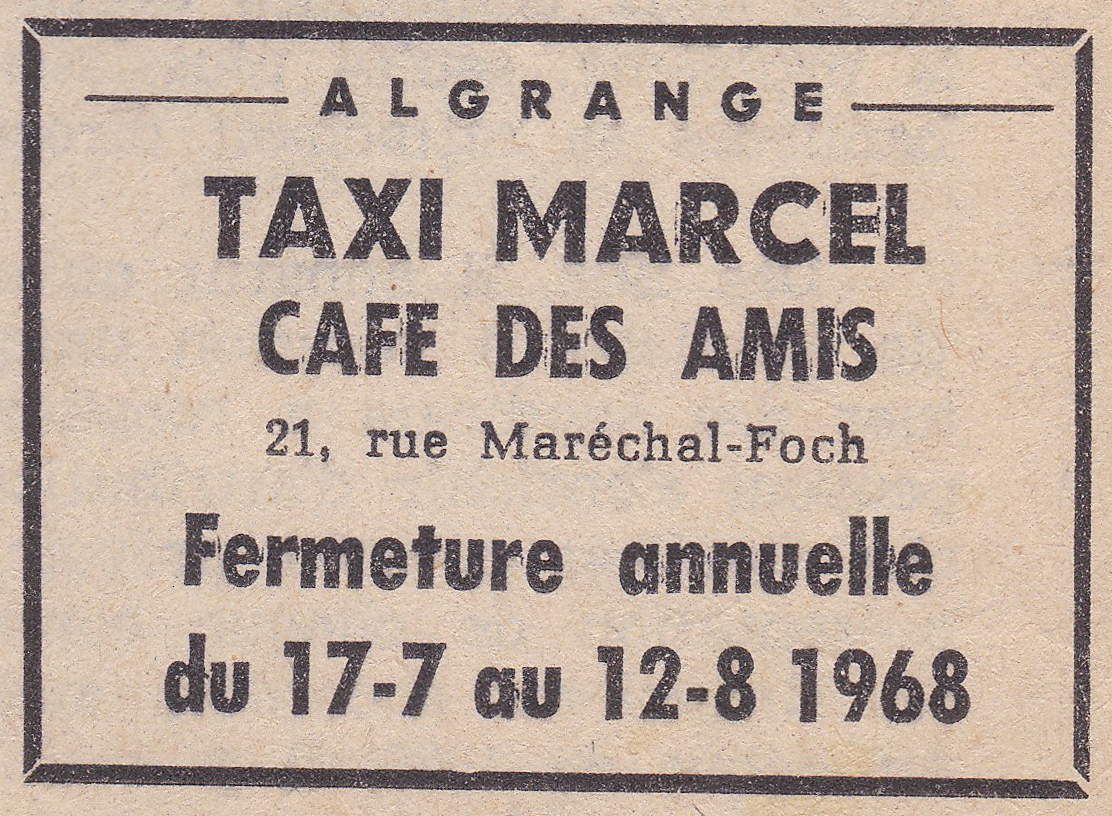 ALGRANGE
TAXI MARCEL
CAFE DES AMIS
21, rue Maréchal-Foch
Fermeture annuelle
du 17-7 au 12-8 1968